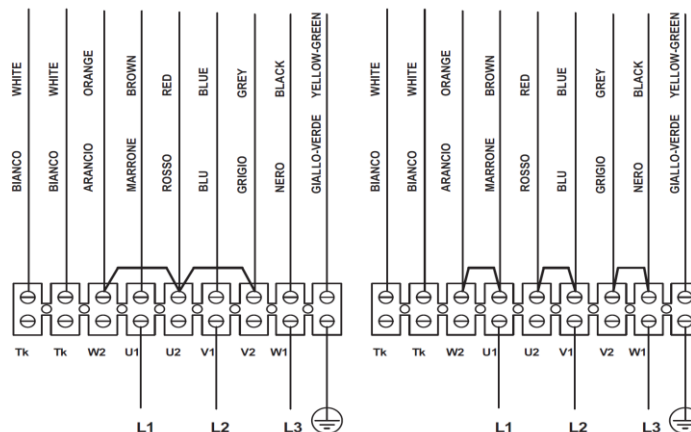 WHITE WHITE ORANGE BROWN RED BLUE GREY BLACK YELLOW-GREEN
BIANCO BIANCO ARANCIO MARRONE ROSSO BLU GRIGIO NERO GIALLO-VERDE
Tk Tk W2 U1 U2 V1 V2 W1
L1 L2 L3
WHITE WHITE ORANGE BROWN RED BLUE GREY BLACK YELLOW-GREEN
BIANCO BIANCO ARANCIO MARRONE ROSSO BLU GRIGIO NERO GIALLO-VERDE
Tk Tk W2 U1 U2 V1 V2 W1
L1 L2 L3